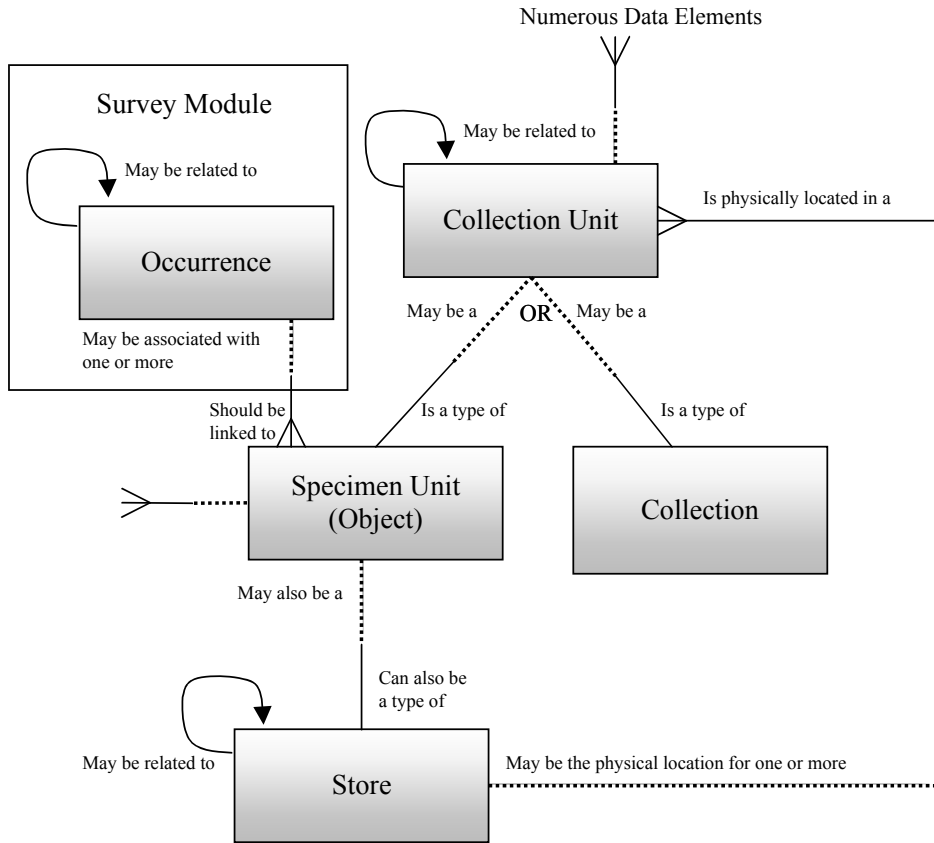 Numerous Data Elements
Survey Module
May be related to
Occurrence
May be associated with
one or more
May be related to
Collection Unit
Is physically located in a
May be a
OR
May be a
Should be
linked to
Is a type of
Is a type of
Specimen Unit
(Object)
Collection
May also be a
Can also be
a type of
May be related to
Store
May be the physical location for one or more